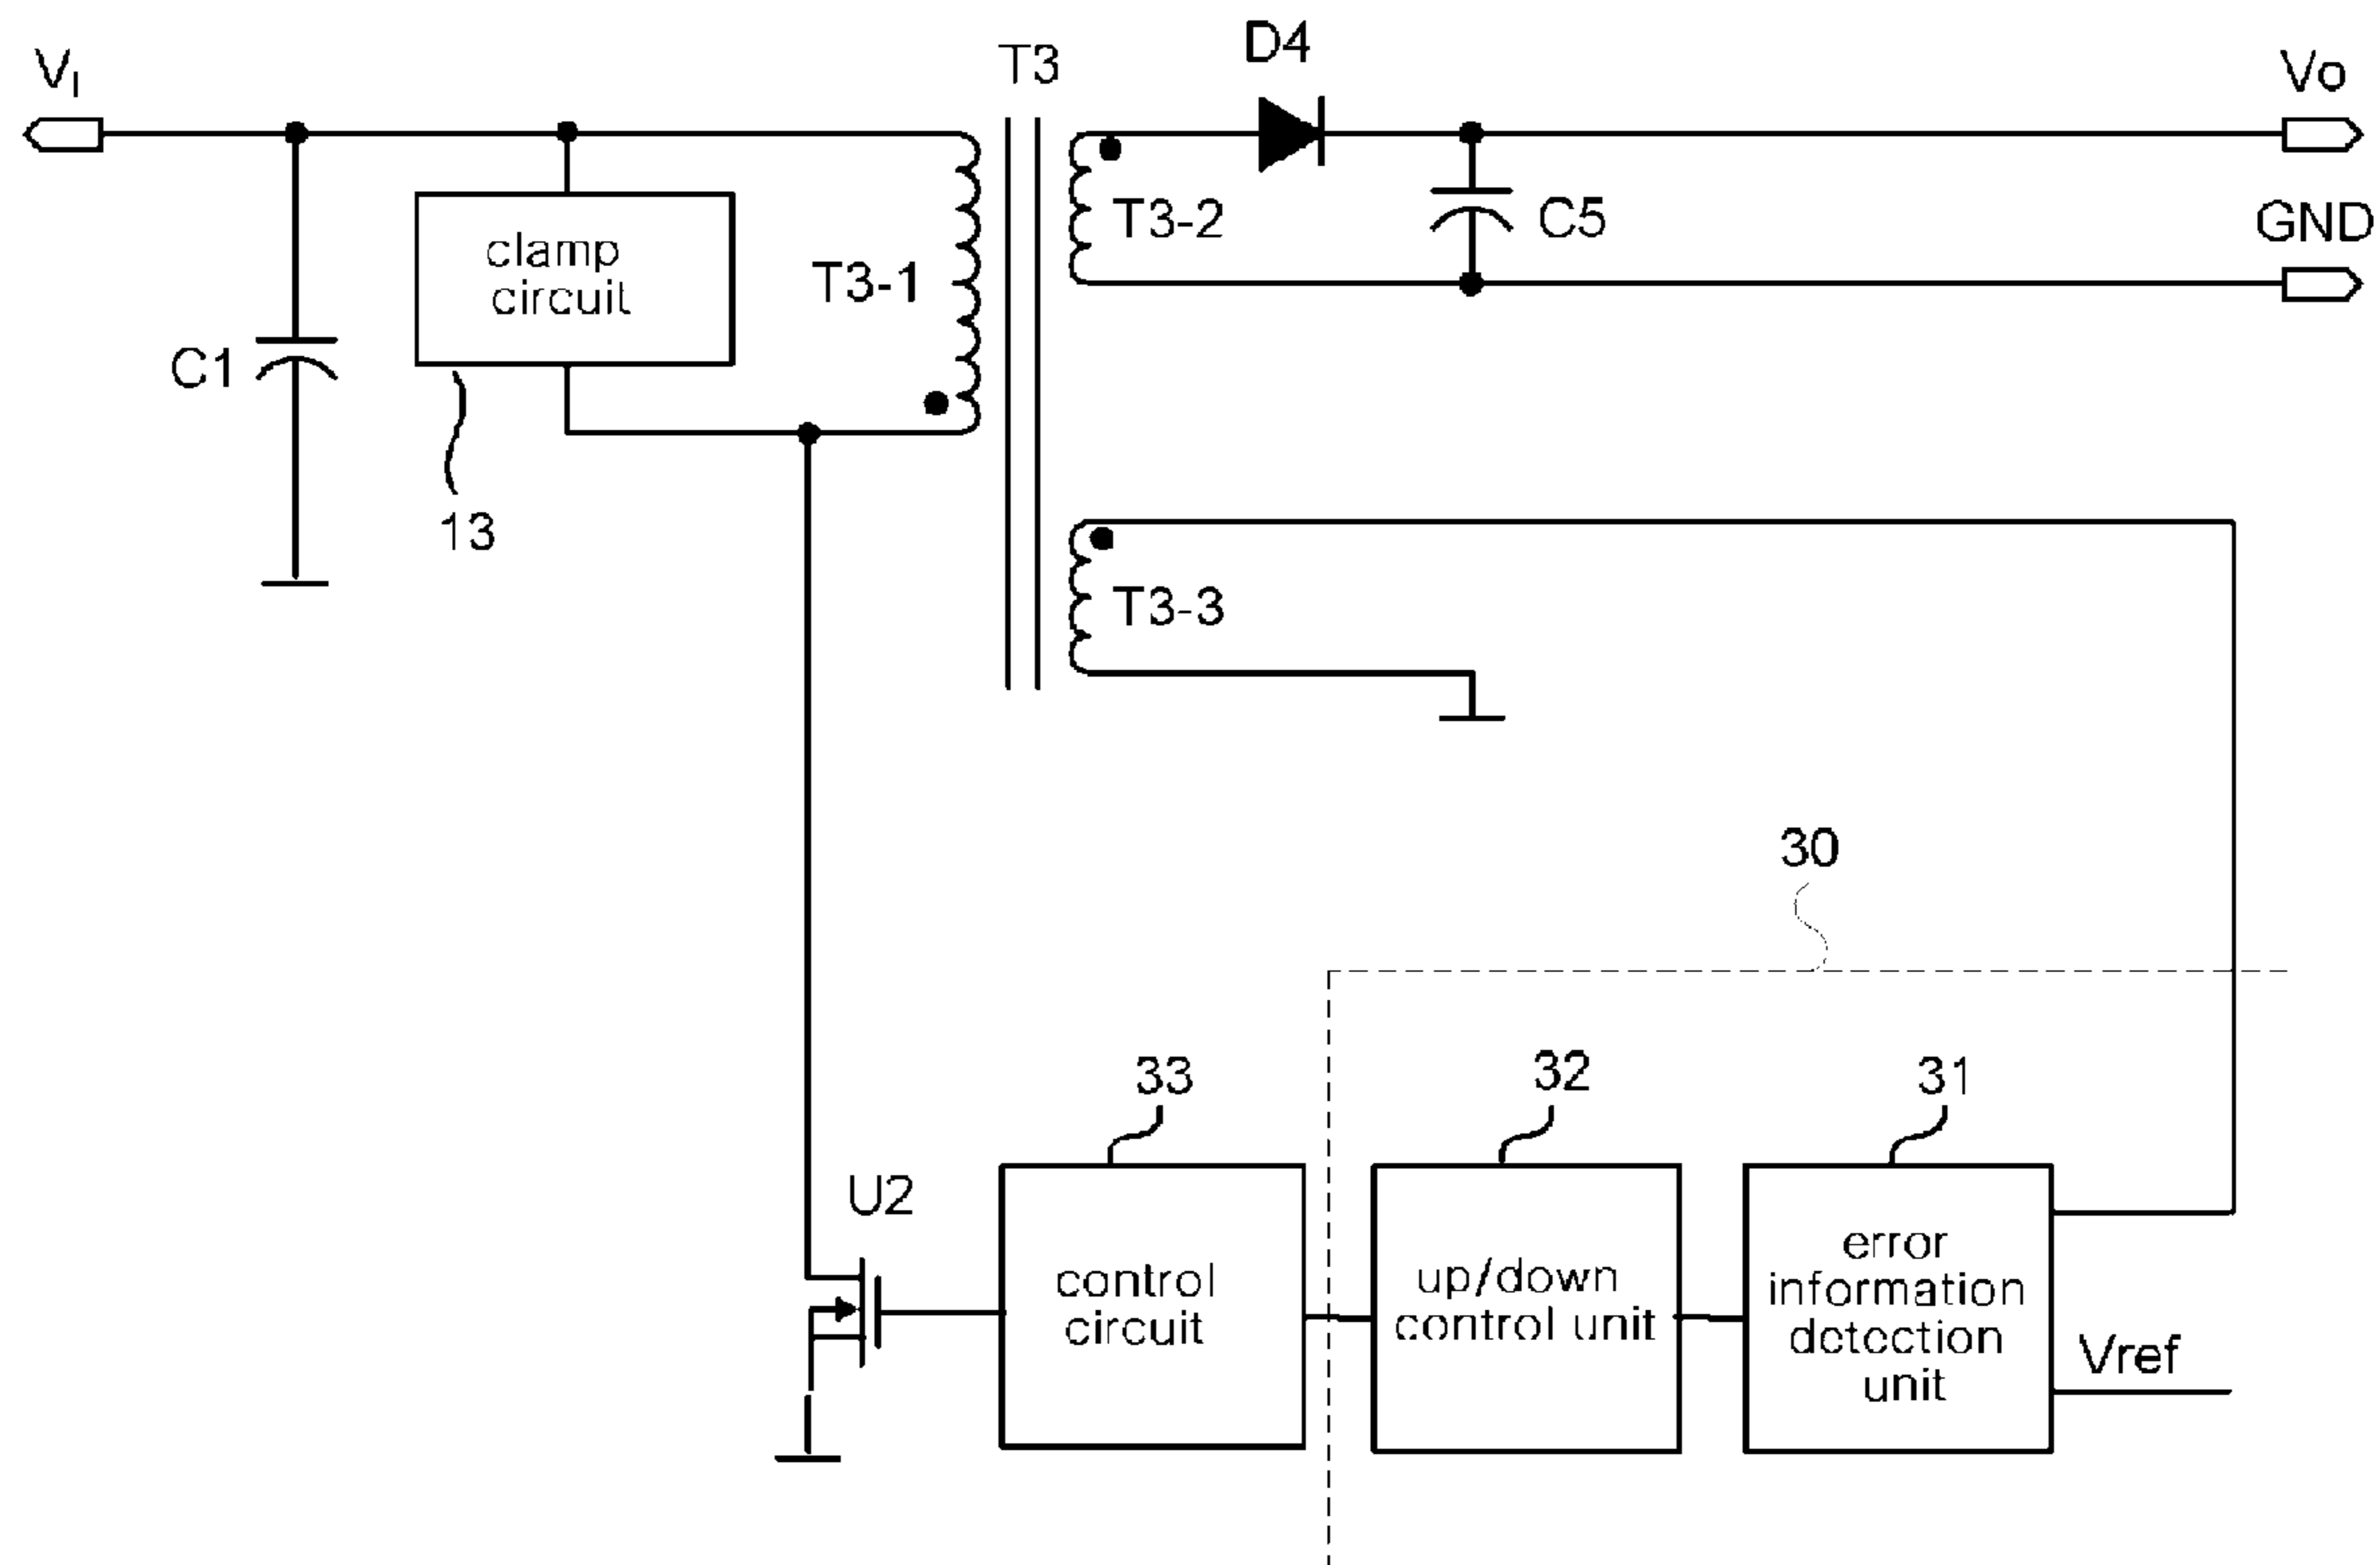 V_I
T3
D4
Vo
clamp
circuit
T3-1
T3-2
C5
GND
C1
13
T3-3
30
33
32
31
U2
control
circuit
up/down
control unit
error
information
detection
unit
Vref